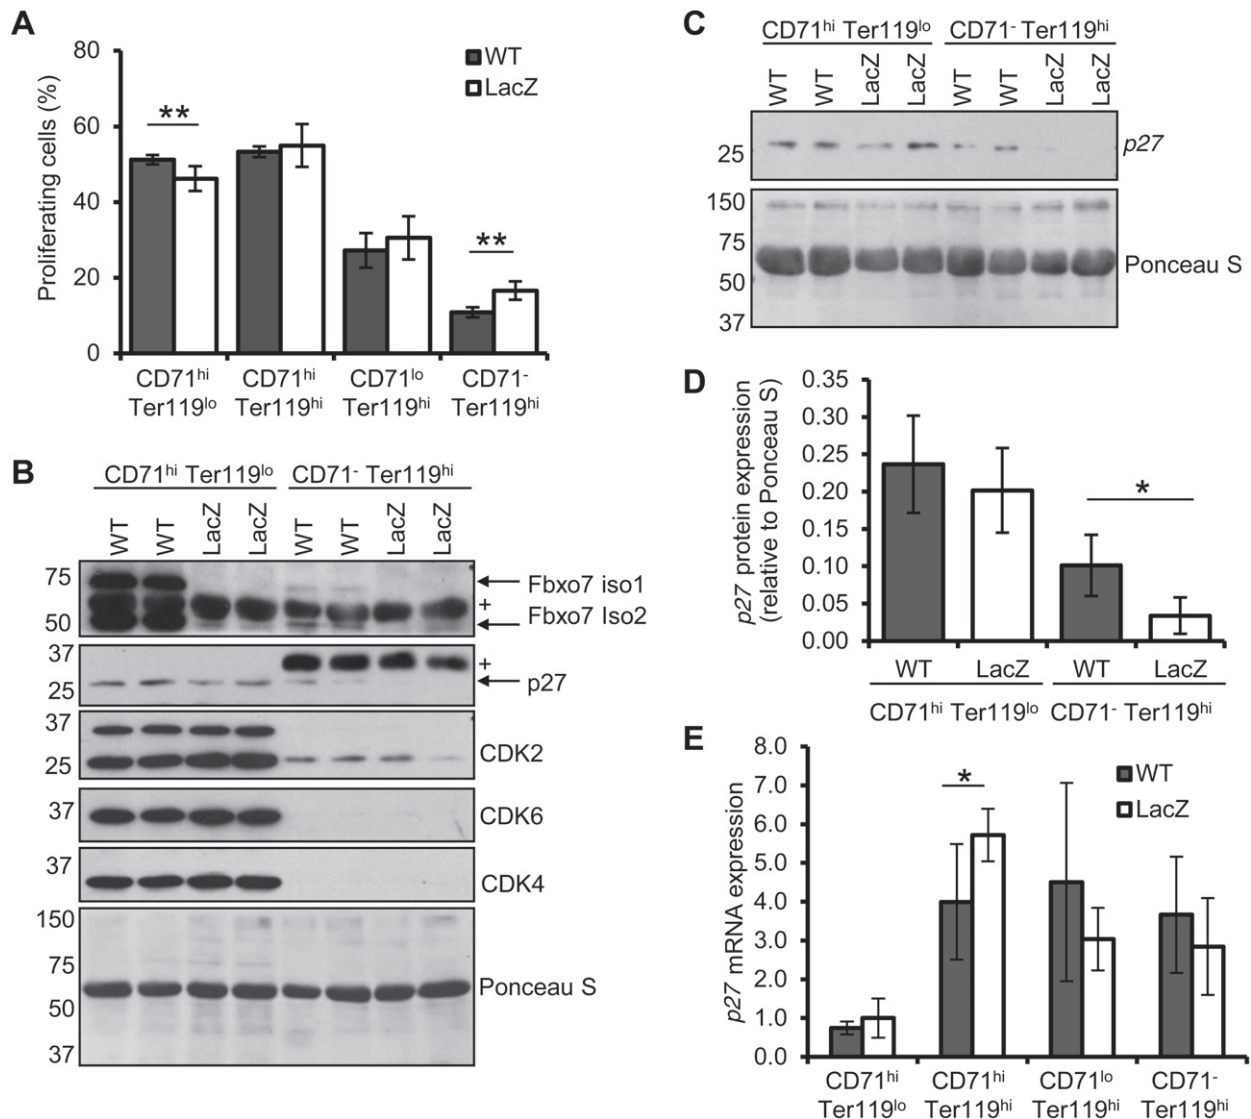 A
80
60
40
20
0
Proliferating cells (%)
WT
LacZ
**
**
CD71hi
Ter119lo
CD71hi
Ter119hi
CD71lo
Ter119hi
CD71-
Ter119hi
B
CD71hi Ter119lo CD71- Ter119hi
WT WT LacZ LacZ WT WT LacZ LacZ
75
50
Fbxo7 iso1
+
Fbxo7 Iso2
37
25
+
p27
37
25
CDK2
37
CDK6
37
CDK4
150
75
50
37
Ponceau S
C
CD71hi Ter119lo CD71- Ter119hi
WT WT LacZ LacZ WT WT LacZ LacZ
25
p27
150
75
50
37
Ponceau S
D
p27 protein expression
(relative to Ponceau S)
0.35
0.30
0.25
0.20
0.15
0.10
0.05
0.00
*
WT LacZ WT LacZ
CD71hi Ter119lo CD71- Ter119hi
E
p27 mRNA expression
8.0
7.0
6.0
5.0
4.0
3.0
2.0
1.0
0.0
*
WT
LacZ
CD71hi
Ter119lo
CD71hi
Ter119hi
CD71lo
Ter119hi
CD71-
Ter119hi